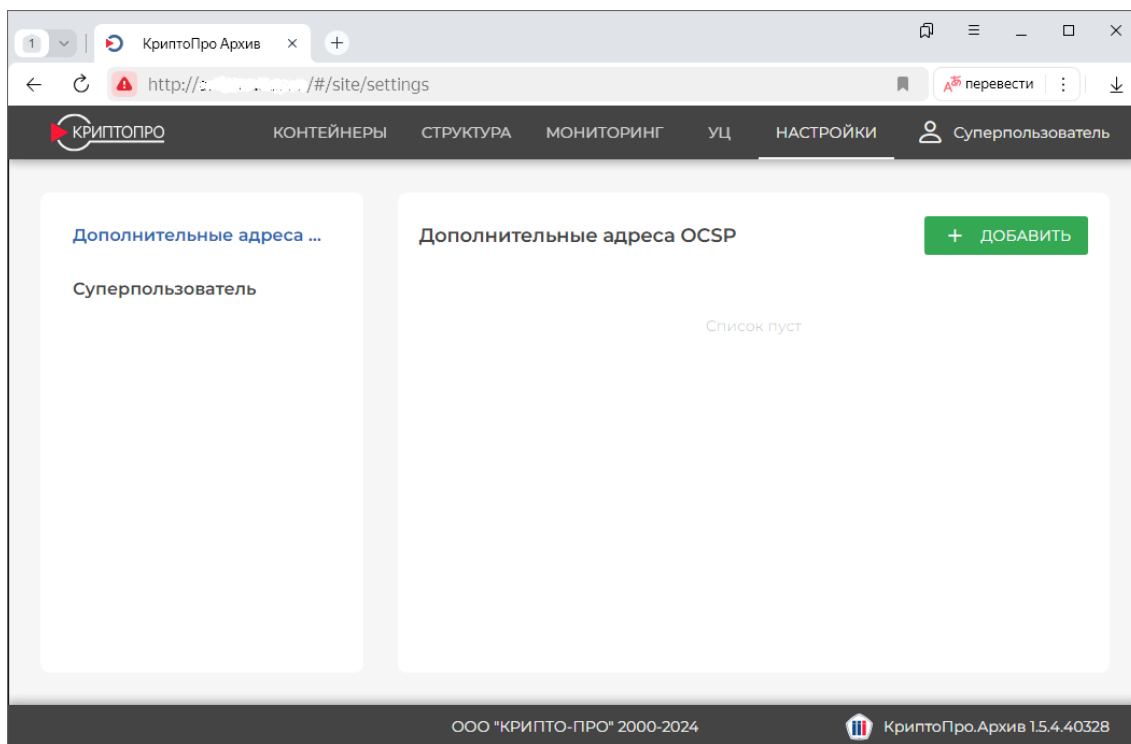 1 КриптоПро Архив
http:// /#/site/settings перевести
КРИПТОПРО КОНТЕЙНЕРЫ СТРУКТУРА МОНИТОРИНГ УЦ НАСТРОЙКИ Суперпользователь
Дополнительные адреса ...
Суперпользователь
Дополнительные адреса OCSP
+ ДОБАВИТЬ
Список пуст
ООО "КРИПТО-ПРО" 2000-2024 КриптоПро.Архив 1.5.4.40328